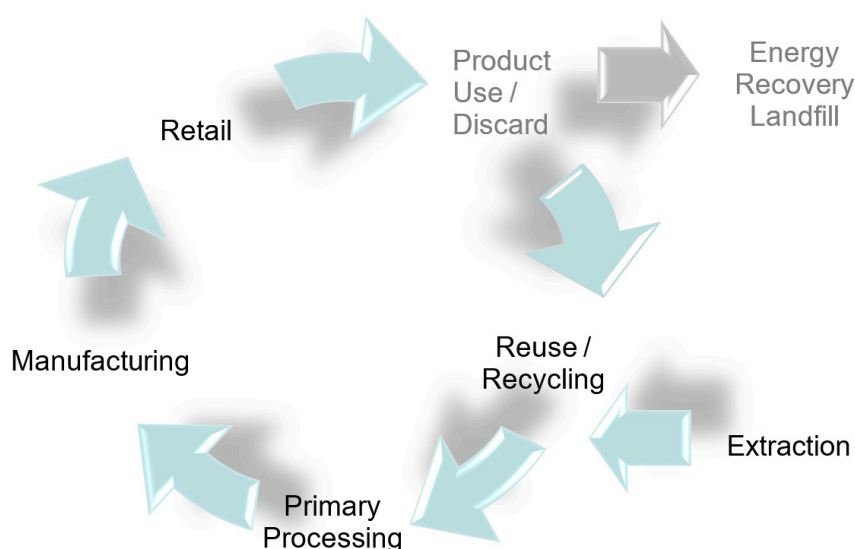 Product
Use /
Discard
Energy
Recovery
Landfill
Retail
Manufacturing
Reuse /
Recycling
Extraction
Primary
Processing